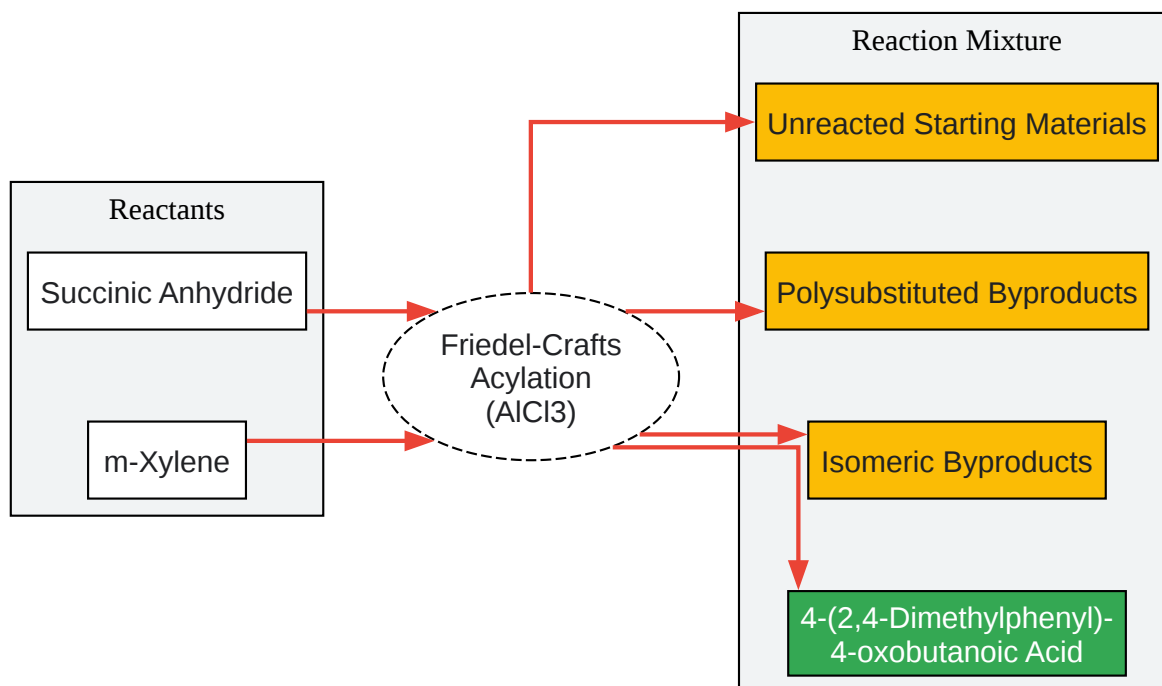 Reactants
Succinic Anhydride
m-Xylene
Friedel-Crafts
Acylation
(AlCl3)
Reaction Mixture
Unreacted Starting Materials
Polysubstituted Byproducts
Isomeric Byproducts
4-(2,4-Dimethylphenyl)-
4-oxobutanoic Acid